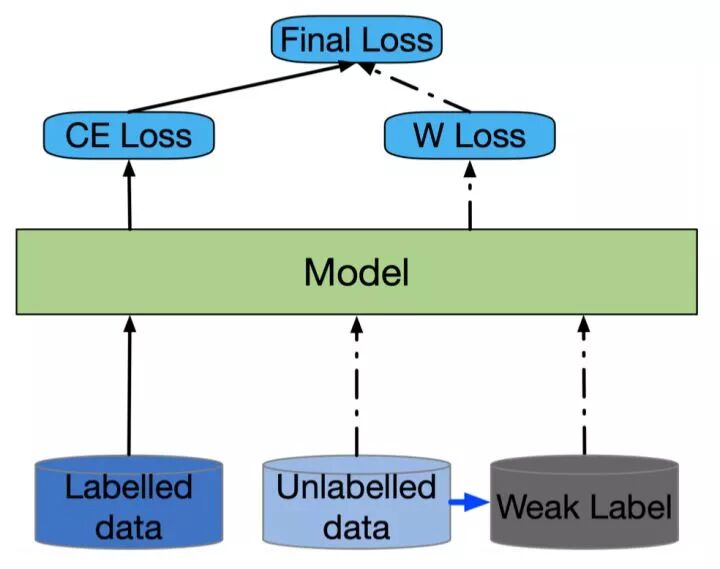 Final Loss
CE Loss
W Loss
Model
Labelled
data
Unlabelled
data
Weak Label